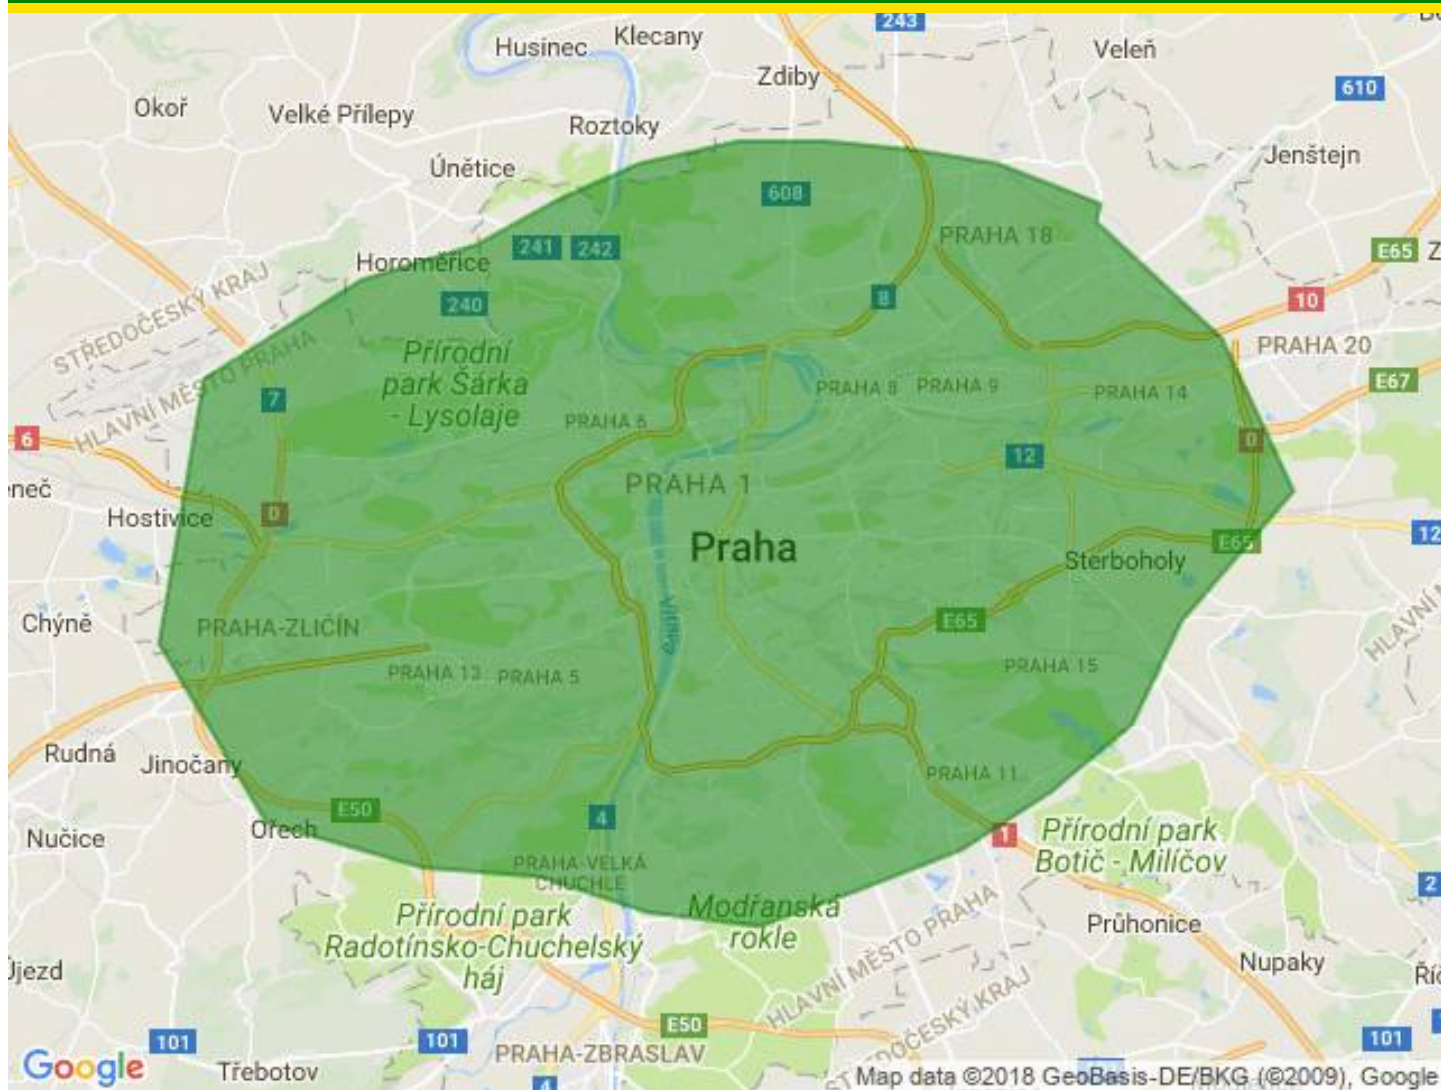 243
Husinec
Klecany
Veleň
Zdiby
610
Okoř
Velké Přílepy
Roztoky
Jenštejn
Únětice
608
PRAHA 18
241
242
E65
Horoměřice
240
8
10
STŘEDOČESKÝ KRAJ
HLAVNÍ MĚSTO PRAHA
Přírodní
park Šárka
- Lysolaje
PRAHA 20
E67
PRAHA 8
PRAHA 9
PRAHA 14
7
PRAHA 6
6
0
12
PRAHA 1
Hostivice
0
12
Praha
E65
Sterboholy
Chýně
PRAHA-ZLIČÍN
Vltava
E65
HLAVNÍ M
PRAHA 13
PRAHA 5
PRAHA 15
Rudná
Jinočany
PRAHA 11
E50
4
Ořech
Nučice
1
Přírodní park
Botič - Milíčov
PRAHA-VELKÁ
CHUCHLE
2
Přírodní park
Radotínsko-Chuchelský
háj
Modřanská
rokle
Průhonice
HLAVNÍ MĚSTO PRAHA
STŘEDOČESKÝ KRAJ
Nupaky
E50
101
101
101
PRAHA-ZBRASLAV
Google
Třebotov
4
Map data ©2018 GeoBasis-DE/BKG (©2009), Google